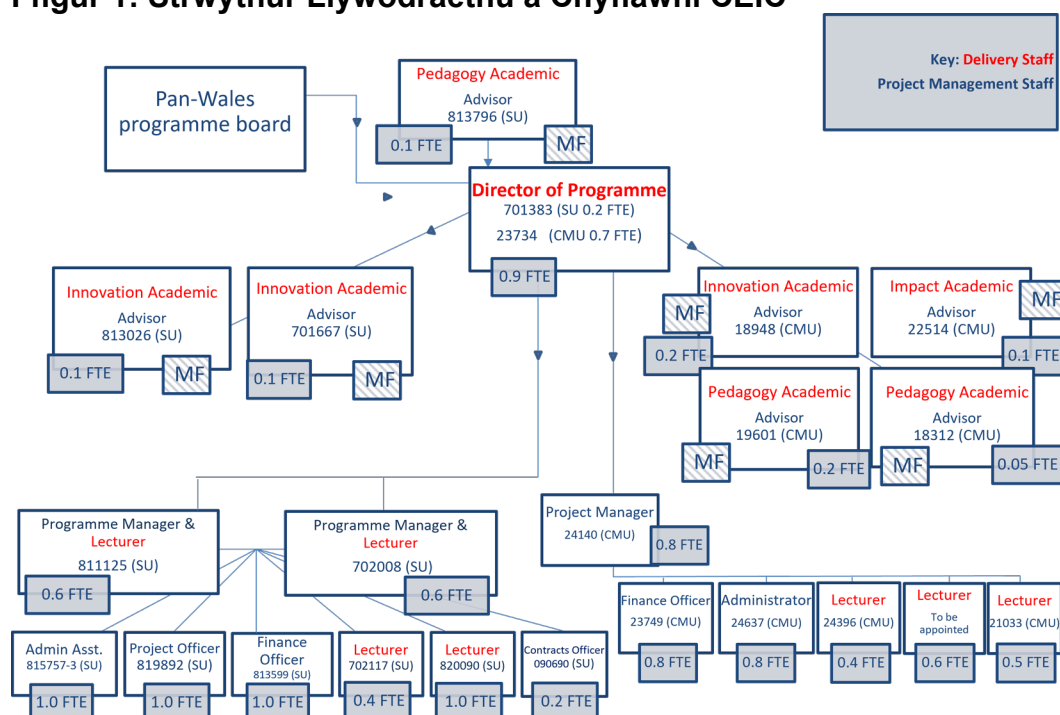 Key: Delivery Staff
Project Management Staff
Pan-Wales
programme board
Pedagogy Academic
Advisor
813796 (SU)
0.1 FTE
MF
Director of Programme
701383 (SU 0.2 FTE)
23734 (CMU 0.7 FTE)
0.9 FTE
Innovation Academic
Advisor
813026 (SU)
0.1 FTE
MF
Innovation Academic
Advisor
701667 (SU)
0.1 FTE
MF
Innovation Academic
Advisor
18948 (CMU)
MF
0.2 FTE
Impact Academic
Advisor
22514 (CMU)
MF
0.1 FTE
Pedagogy Academic
Advisor
19601 (CMU)
MF
0.2 FTE
Pedagogy Academic
Advisor
18312 (CMU)
MF
0.05 FTE
Programme Manager &
Lecturer
811125 (SU)
0.6 FTE
Programme Manager &
Lecturer
702008 (SU)
0.6 FTE
Project Manager
24140 (CMU)
0.8 FTE
Admin Asst.
815757-3 (SU)
1.0 FTE
Project Officer
819892 (SU)
1.0 FTE
Finance
Officer
813599 (SU)
1.0 FTE
Lecturer
702117 (SU)
0.4 FTE
Lecturer
820090 (SU)
1.0 FTE
Contracts Officer
090690 (SU)
0.2 FTE
Finance Officer
23749 (CMU)
0.8 FTE
Administrator
24637 (CMU)
0.8 FTE
Lecturer
24396 (CMU)
0.4 FTE
Lecturer
To be
appointed
0.6 FTE
Lecturer
21033 (CMU)
0.5 FTE